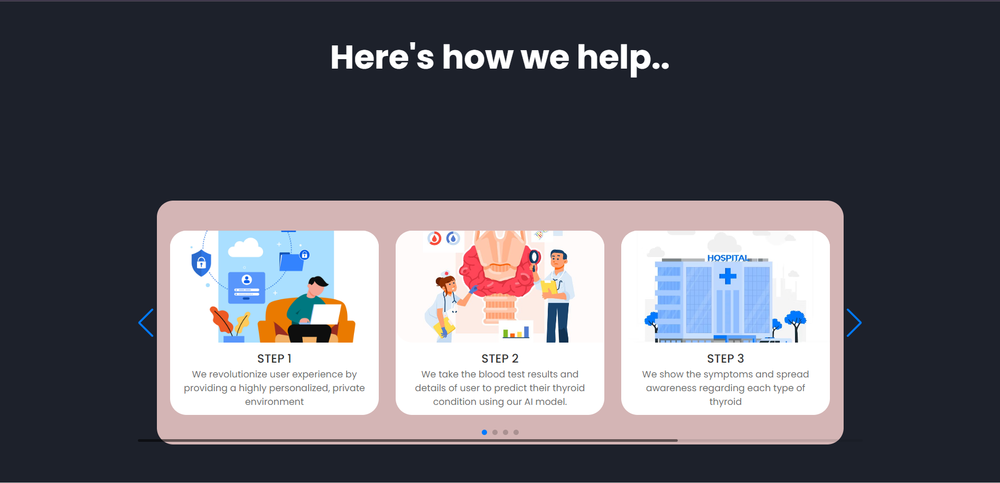 Here's how we help..
HOSPITAL
STEP 1
We revolutionize user experience by
providing a highly personalized, private
environment
STEP 2
We take the blood test results and
details of user to predict their thyroid
condition using our AI model.
STEP 3
We show the symptoms and spread
awareness regarding each type of
thyroid